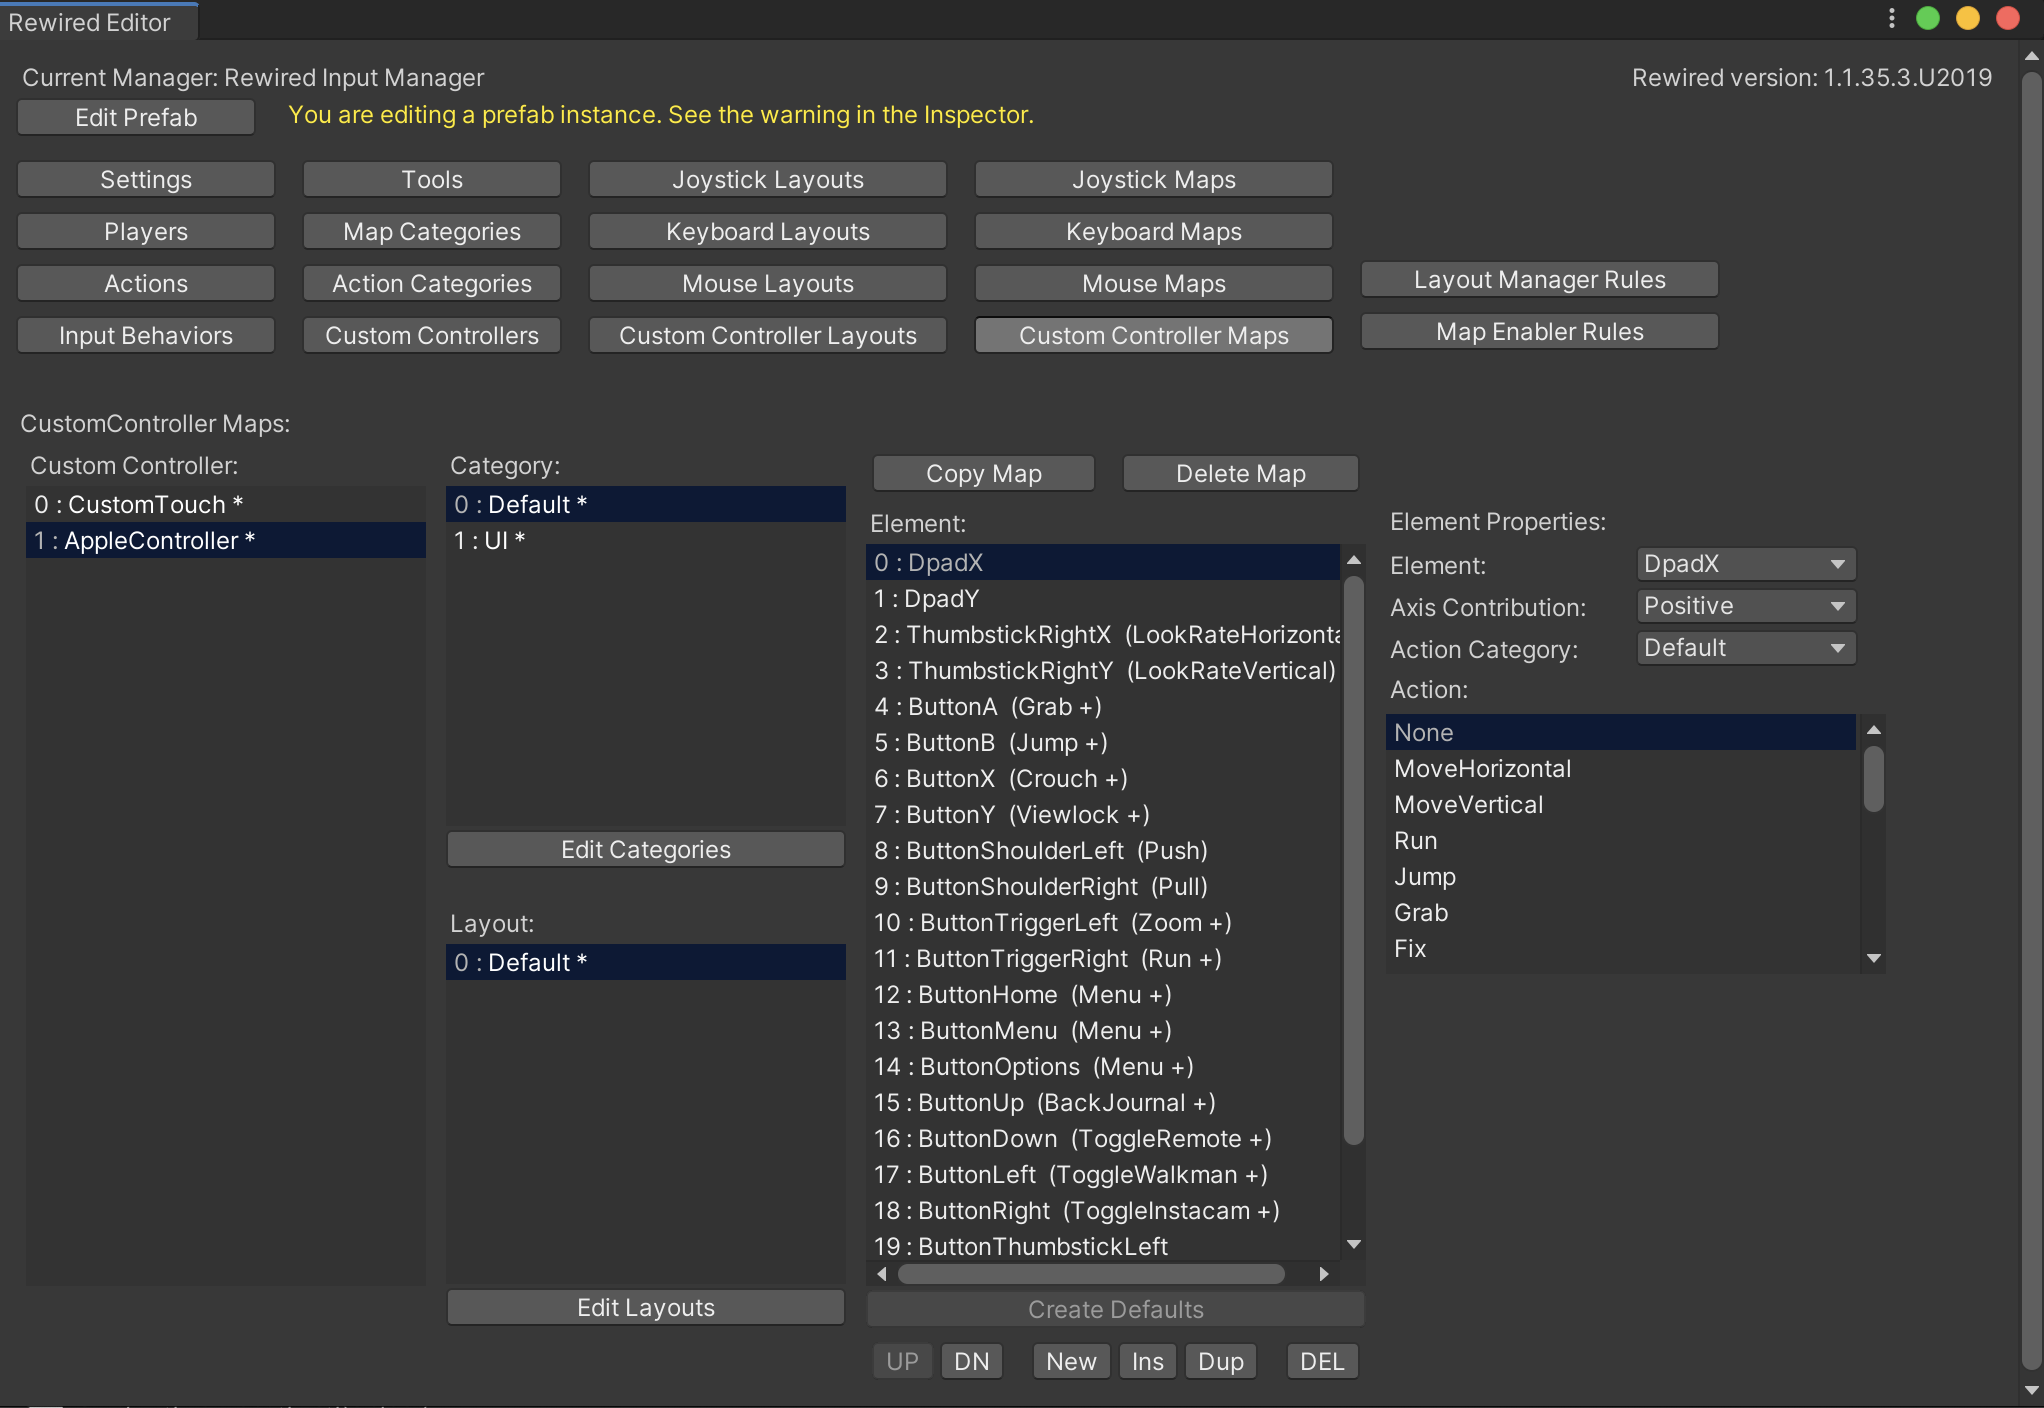 Rewired Editor
Current Manager: Rewired Input Manager
Rewired version: 1.1.35.3.U2019
Edit Prefab
You are editing a prefab instance. See the warning in the Inspector.
Settings
Tools
Joystick Layouts
Joystick Maps
Players
Map Categories
Keyboard Layouts
Keyboard Maps
Actions
Action Categories
Mouse Layouts
Mouse Maps
Layout Manager Rules
Input Behaviors
Custom Controllers
Custom Controller Layouts
Custom Controller Maps
Map Enabler Rules
CustomController Maps:
Custom Controller:
0 : CustomTouch *
1 : AppleController *
Category:
0 : Default *
1 : UI *
Edit Categories
Layout:
0 : Default *
Edit Layouts
Copy Map
Delete Map
Element:
0 : DpadX
1 : DpadY
2 : ThumbstickRightX (LookRateHorizonta
3 : ThumbstickRightY (LookRateVertical)
4 : ButtonA (Grab +)
5 : ButtonB (Jump +)
6 : ButtonX (Crouch +)
7 : ButtonY (Viewlock +)
8 : ButtonShoulderLeft (Push)
9 : ButtonShoulderRight (Pull)
10 : ButtonTriggerLeft (Zoom +)
11 : ButtonTriggerRight (Run +)
12 : ButtonHome (Menu +)
13 : ButtonMenu (Menu +)
14 : ButtonOptions (Menu +)
15 : ButtonUp (BackJournal +)
16 : ButtonDown (ToggleRemote +)
17 : ButtonLeft (ToggleWalkman +)
18 : ButtonRight (ToggleInstacam +)
19 : ButtonThumbstickLeft
Create Defaults
UP
DN
New
Ins
Dup
DEL
Element Properties:
Element:
DpadX
Axis Contribution:
Positive
Action Category:
Default
Action:
None
MoveHorizontal
MoveVertical
Run
Jump
Grab
Fix